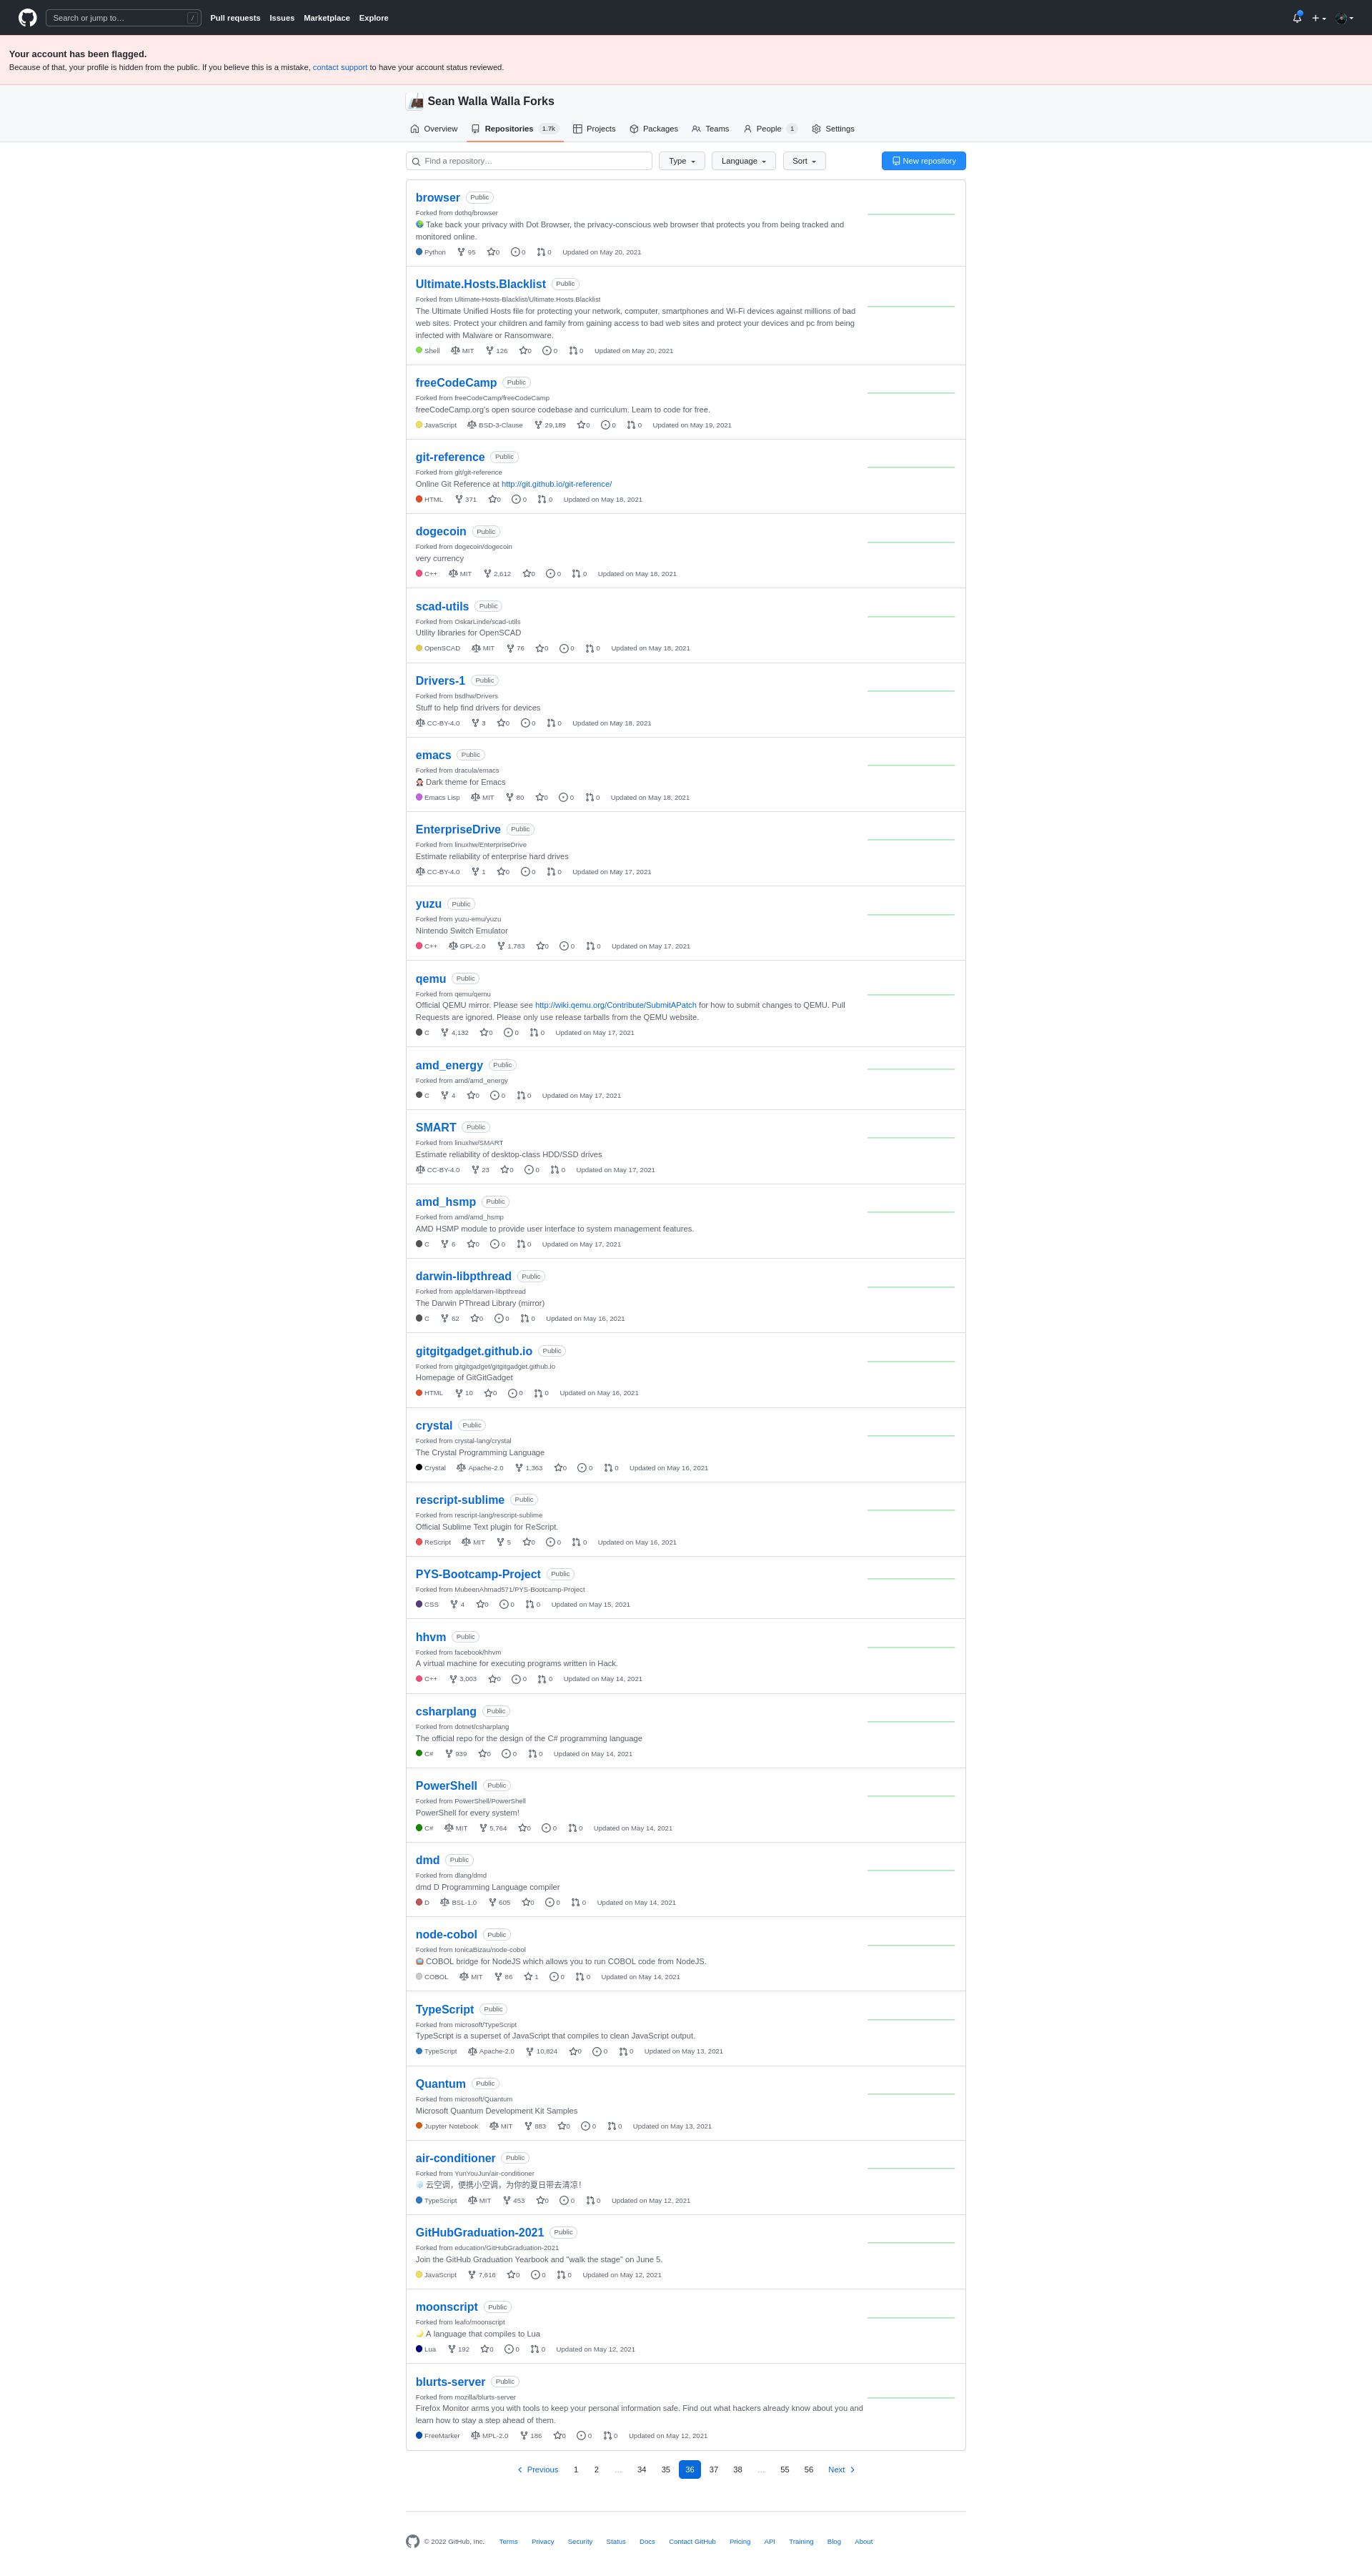 Search or jump to… /
Pull requests Issues Marketplace Explore
Your account has been flagged.
Because of that, your profile is hidden from the public. If you believe this is a mistake, contact support to have your account status reviewed.
Sean Walla Walla Forks
Overview Repositories 1.7k Projects Packages Teams People 1 Settings
Find a repository… Type Language Sort New repository
browser Public
Forked from dothq/browser
Take back your privacy with Dot Browser, the privacy-conscious web browser that protects you from being tracked and
monitored online.
Python 95 0 0 0 Updated on May 20, 2021
Ultimate.Hosts.Blacklist Public
Forked from Ultimate-Hosts-Blacklist/Ultimate.Hosts.Blacklist
The Ultimate Unified Hosts file for protecting your network, computer, smartphones and Wi-Fi devices against millions of bad
web sites. Protect your children and family from gaining access to bad web sites and protect your devices and pc from being
infected with Malware or Ransomware.
Shell MIT 126 0 0 0 Updated on May 20, 2021
freeCodeCamp Public
Forked from freeCodeCamp/freeCodeCamp
freeCodeCamp.org's open source codebase and curriculum. Learn to code for free.
JavaScript BSD-3-Clause 29,189 0 0 0 Updated on May 19, 2021
git-reference Public
Forked from git/git-reference
Online Git Reference at http://git.github.io/git-reference/
HTML 371 0 0 0 Updated on May 18, 2021
dogecoin Public
Forked from dogecoin/dogecoin
very currency
C++ MIT 2,612 0 0 0 Updated on May 18, 2021
scad-utils Public
Forked from OskarLinde/scad-utils
Utility libraries for OpenSCAD
OpenSCAD MIT 76 0 0 0 Updated on May 18, 2021
Drivers-1 Public
Forked from bsdhw/Drivers
Stuff to help find drivers for devices
CC-BY-4.0 3 0 0 0 Updated on May 18, 2021
emacs Public
Forked from dracula/emacs
Dark theme for Emacs
Emacs Lisp MIT 80 0 0 0 Updated on May 18, 2021
EnterpriseDrive Public
Forked from linuxhw/EnterpriseDrive
Estimate reliability of enterprise hard drives
CC-BY-4.0 1 0 0 0 Updated on May 17, 2021
yuzu Public
Forked from yuzu-emu/yuzu
Nintendo Switch Emulator
C++ GPL-2.0 1,783 0 0 0 Updated on May 17, 2021
qemu Public
Forked from qemu/qemu
Official QEMU mirror. Please see http://wiki.qemu.org/Contribute/SubmitAPatch for how to submit changes to QEMU. Pull
Requests are ignored. Please only use release tarballs from the QEMU website.
C 4,132 0 0 0 Updated on May 17, 2021
amd_energy Public
Forked from amd/amd_energy
C 4 0 0 0 Updated on May 17, 2021
SMART Public
Forked from linuxhw/SMART
Estimate reliability of desktop-class HDD/SSD drives
CC-BY-4.0 23 0 0 0 Updated on May 17, 2021
amd_hsmp Public
Forked from amd/amd_hsmp
AMD HSMP module to provide user interface to system management features.
C 6 0 0 0 Updated on May 17, 2021
darwin-libpthread Public
Forked from apple/darwin-libpthread
The Darwin PThread Library (mirror)
C 62 0 0 0 Updated on May 16, 2021
gitgitgadget.github.io Public
Forked from gitgitgadget/gitgitgadget.github.io
Homepage of GitGitGadget
HTML 10 0 0 0 Updated on May 16, 2021
crystal Public
Forked from crystal-lang/crystal
The Crystal Programming Language
Crystal Apache-2.0 1,363 0 0 0 Updated on May 16, 2021
rescript-sublime Public
Forked from rescript-lang/rescript-sublime
Official Sublime Text plugin for ReScript.
ReScript MIT 5 0 0 0 Updated on May 16, 2021
PYS-Bootcamp-Project Public
Forked from MubeenAhmad571/PYS-Bootcamp-Project
CSS 4 0 0 0 Updated on May 15, 2021
hhvm Public
Forked from facebook/hhvm
A virtual machine for executing programs written in Hack.
C++ 3,003 0 0 0 Updated on May 14, 2021
csharplang Public
Forked from dotnet/csharplang
The official repo for the design of the C# programming language
C# 939 0 0 0 Updated on May 14, 2021
PowerShell Public
Forked from PowerShell/PowerShell
PowerShell for every system!
C# MIT 5,764 0 0 0 Updated on May 14, 2021
dmd Public
Forked from dlang/dmd
dmd D Programming Language compiler
D BSL-1.0 605 0 0 0 Updated on May 14, 2021
node-cobol Public
Forked from IonicaBizau/node-cobol
COBOL bridge for NodeJS which allows you to run COBOL code from NodeJS.
COBOL MIT 86 1 0 0 Updated on May 14, 2021
TypeScript Public
Forked from microsoft/TypeScript
TypeScript is a superset of JavaScript that compiles to clean JavaScript output.
TypeScript Apache-2.0 10,824 0 0 0 Updated on May 13, 2021
Quantum Public
Forked from microsoft/Quantum
Microsoft Quantum Development Kit Samples
Jupyter Notebook MIT 883 0 0 0 Updated on May 13, 2021
air-conditioner Public
Forked from YunYouJun/air-conditioner
云空调，便携小空调，为你的夏日带去清凉！
TypeScript MIT 453 0 0 0 Updated on May 12, 2021
GitHubGraduation-2021 Public
Forked from education/GitHubGraduation-2021
Join the GitHub Graduation Yearbook and "walk the stage" on June 5.
JavaScript 7,616 0 0 0 Updated on May 12, 2021
moonscript Public
Forked from leafo/moonscript
A language that compiles to Lua
Lua 192 0 0 0 Updated on May 12, 2021
blurts-server Public
Forked from mozilla/blurts-server
Firefox Monitor arms you with tools to keep your personal information safe. Find out what hackers already know about you and
learn how to stay a step ahead of them.
FreeMarker MPL-2.0 186 0 0 0 Updated on May 12, 2021
Previous 1 2 … 34 35 36 37 38 … 55 56 Next
© 2022 GitHub, Inc. Terms Privacy Security Status Docs Contact GitHub Pricing API Training Blog About